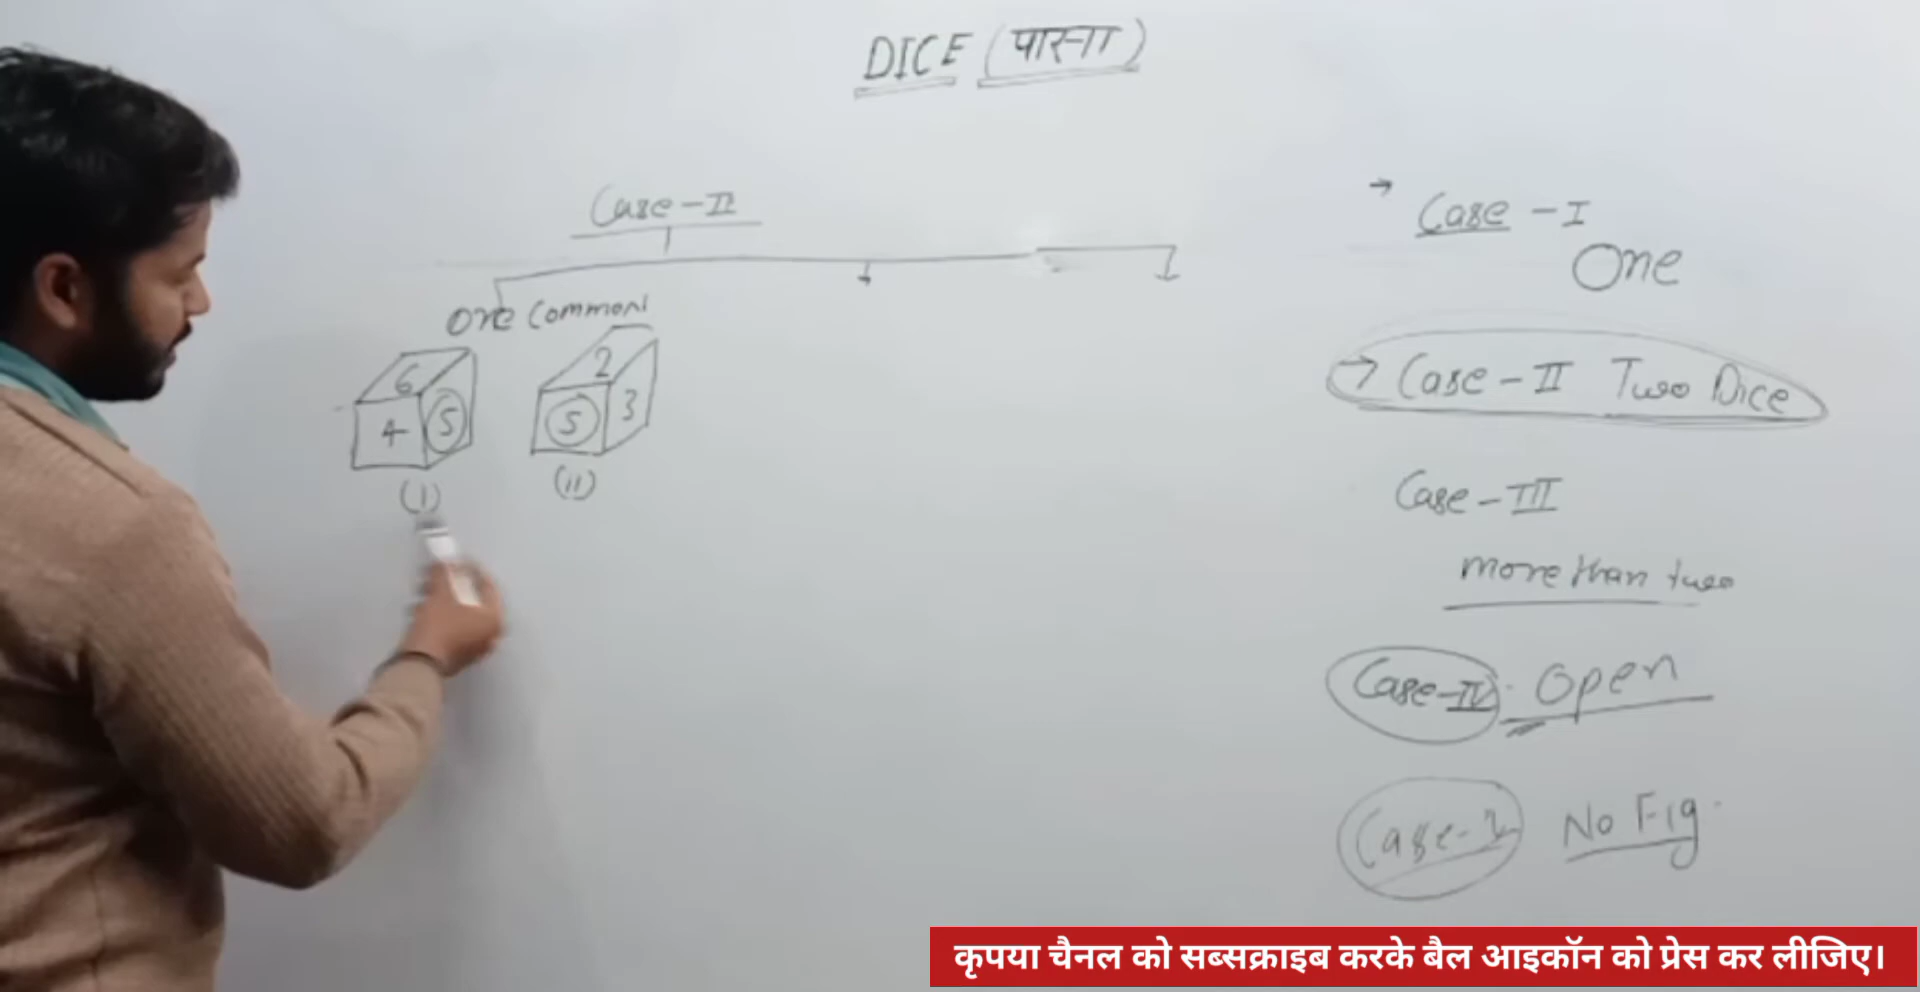 DICE (पासा)
Case-II
One Common
6
4 5
(I)
2
5 3
(II)
→ Case - I
One
→ Case - II Two Dice
Case - III
more than two
Case-IV. Open
Case- No Fig.
कृपया चैनल को सब्सक्राइब करके बैल आइकॉन को प्रेस कर लीजिए।